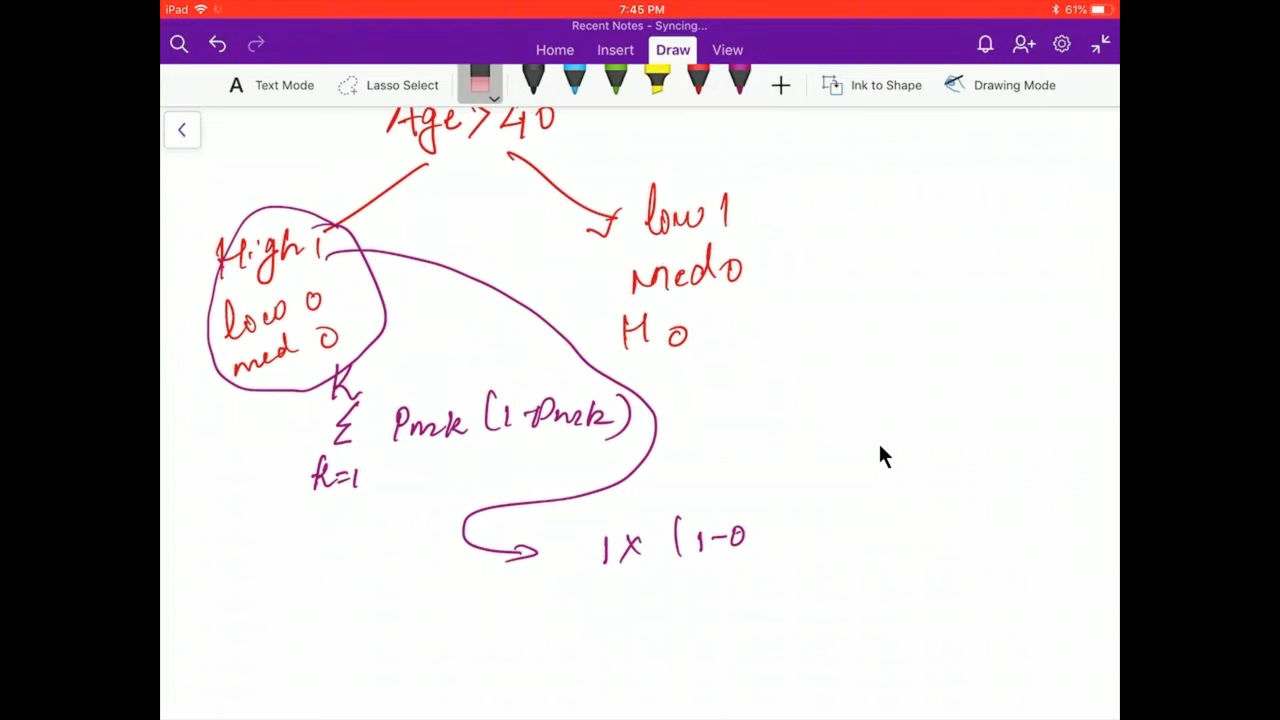 iPad
7:45 PM
61%
Recent Notes - Syncing...
Home Insert Draw View
A Text Mode Lasso Select + Ink to Shape Drawing Mode
Age > 40
High 1
low 0
med 0
low 1
Med 0
H 0
K
Σ Pmk (1-Pmk)
k=1
1 x (1-0